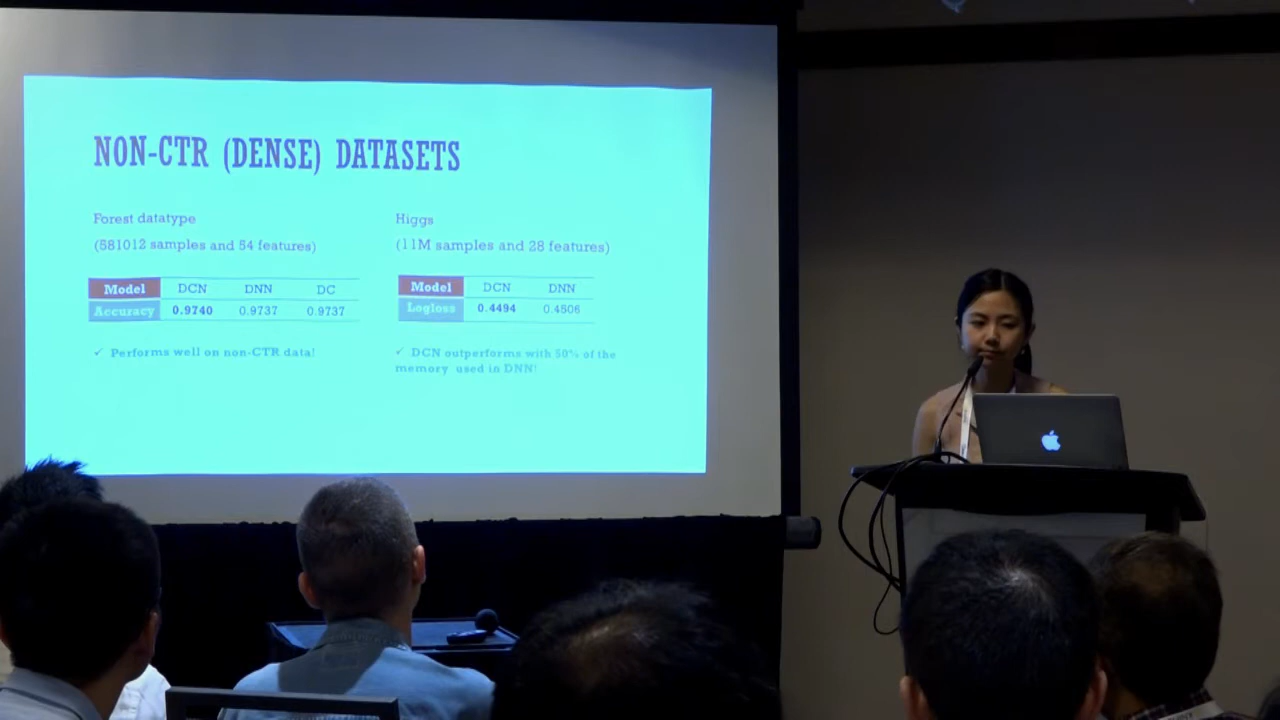 NON-CTR (DENSE) DATASETS
Forest datatype
(581012 samples and 54 features)
Model DCN DNN DC
Accuracy 0.9740 0.9737 0.9737
✓ Performs well on non-CTR data!
Higgs
(11M samples and 28 features)
Model DCN DNN
Logloss 0.4494 0.4506
✓ DCN outperforms with 50% of the
memory used in DNN!